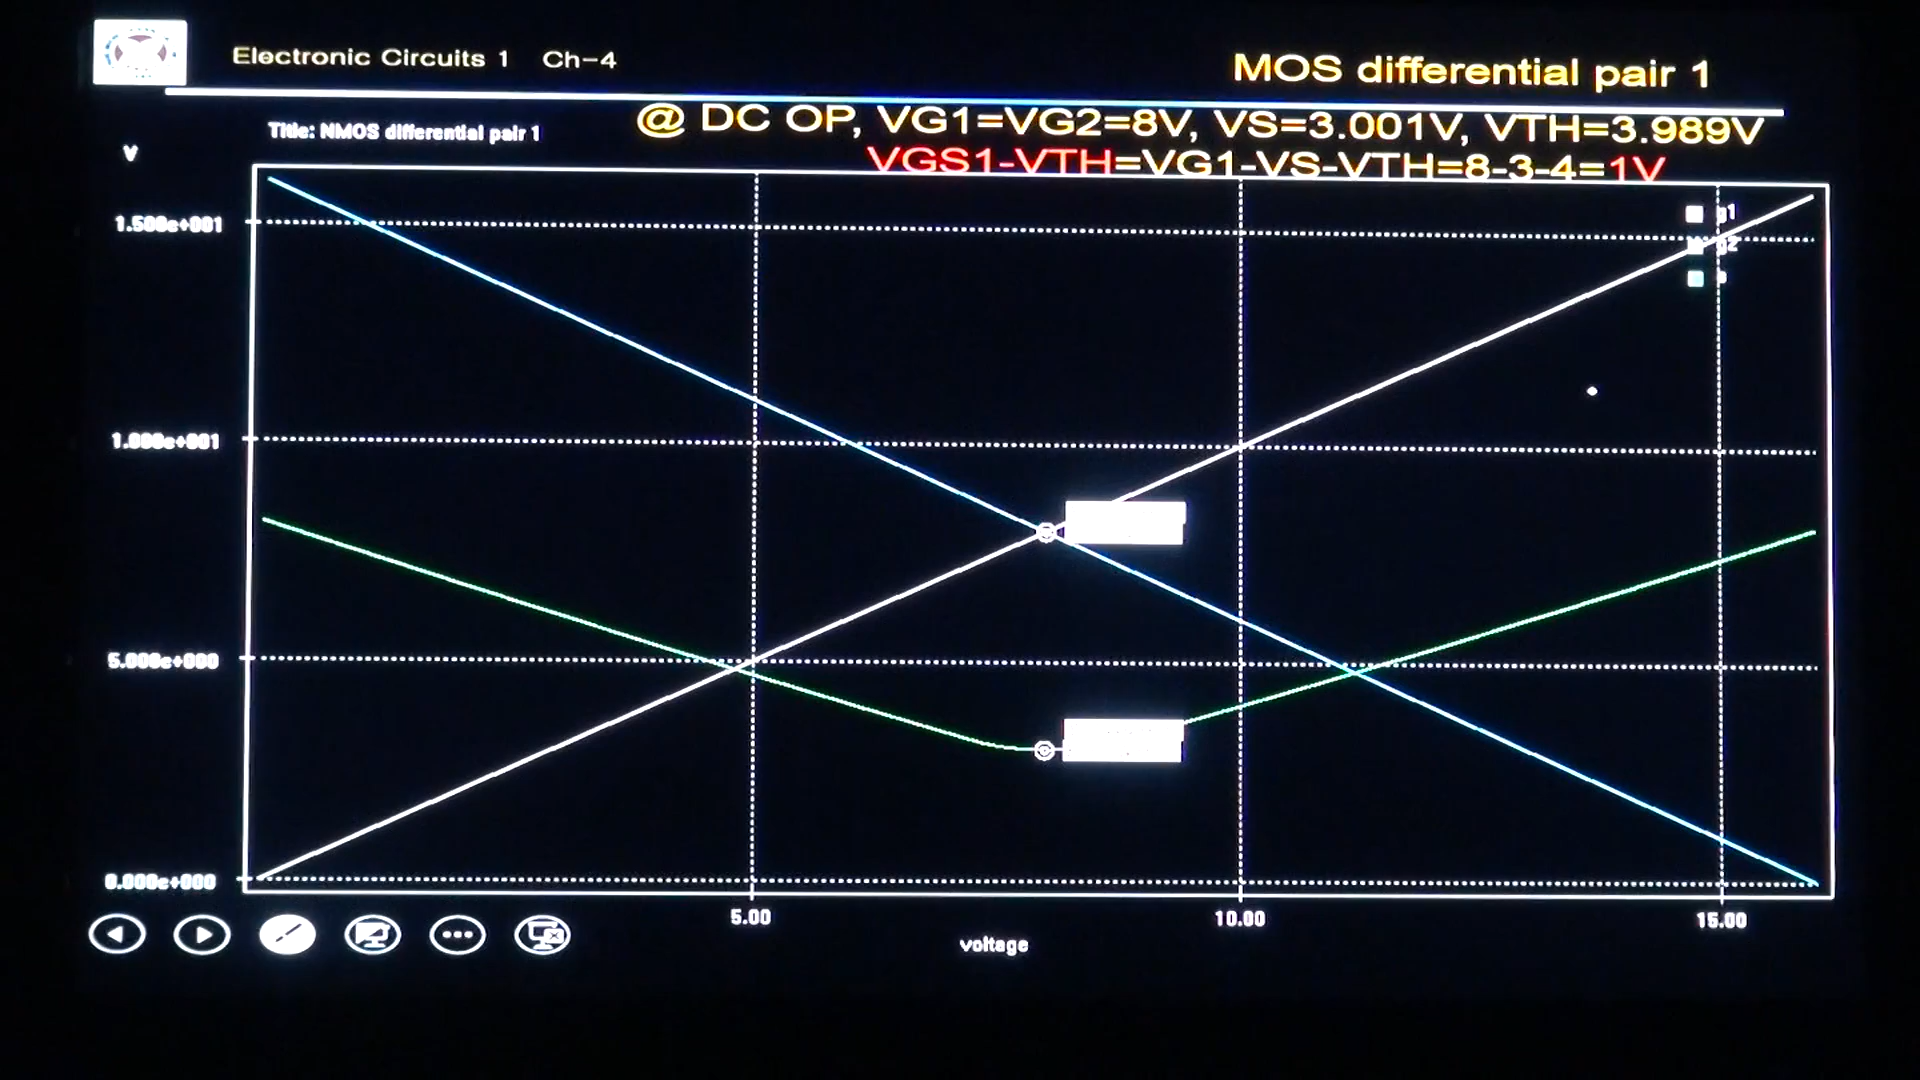 Electronic Circuits 1 Ch-4
MOS differential pair 1
@ DC OP, VG1=VG2=8V, VS=3.001V, VTH=3.989V
Title: NMOS differential pair 1
VGS1-VTH=VG1-VS-VTH=8-3-4=1V
V
1.500e+001
g1
g2
1.000e+001
5.000e+000
0.000e+000
5.00
10.00
15.00
voltage